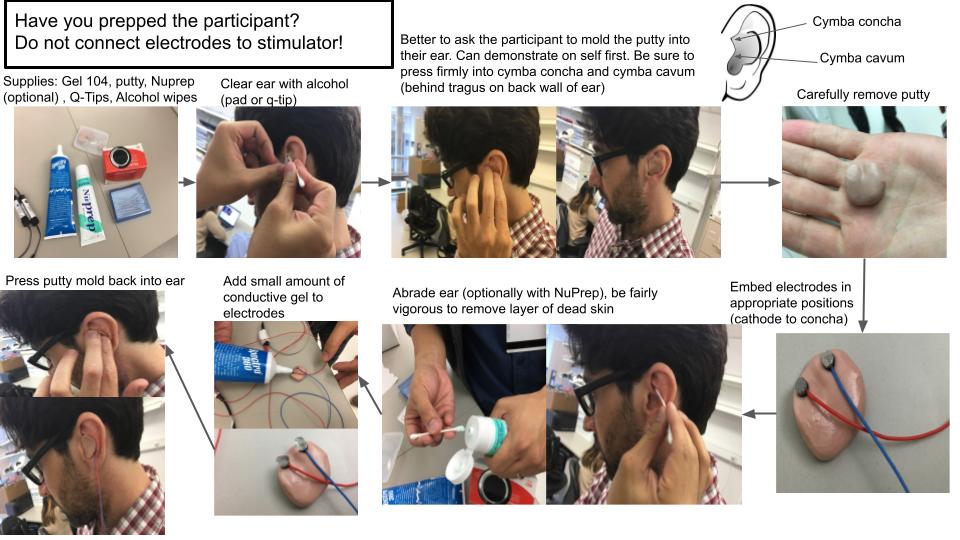 Have you prepped the participant?
Do not connect electrodes to stimulator!
Supplies: Gel 104, putty, Nuprep
(optional) , Q-Tips, Alcohol wipes
Clear ear with alcohol
(pad or q-tip)
Better to ask the participant to mold the putty into
their ear. Can demonstrate on self first. Be sure to
press firmly into cymba concha and cymba cavum
(behind tragus on back wall of ear)
Cymba concha
Cymba cavum
Carefully remove putty
Nuprep
Press putty mold back into ear
Add small amount of
conductive gel to
electrodes
Abrade ear (optionally with NuPrep), be fairly
vigorous to remove layer of dead skin
Embed electrodes in
appropriate positions
(cathode to concha)